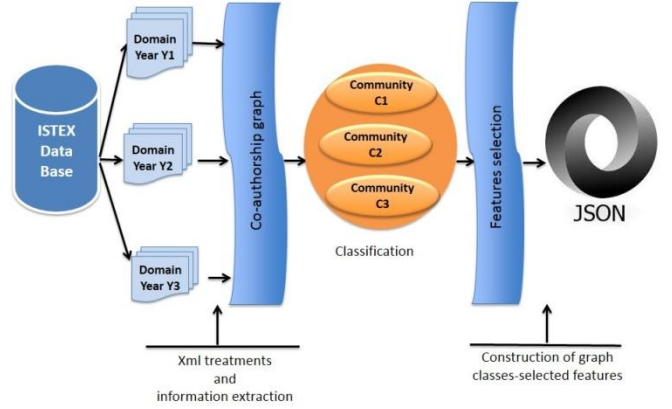 ISTEX
Data
Base
Domain
Year Y1
Domain
Year Y2
Domain
Year Y3
Co-authorship graph
Community
C1
Community
C2
Community
C3
Classification
Features selection
JSON
Xml treatments
and
information extraction
Construction of graph
classes-selected features